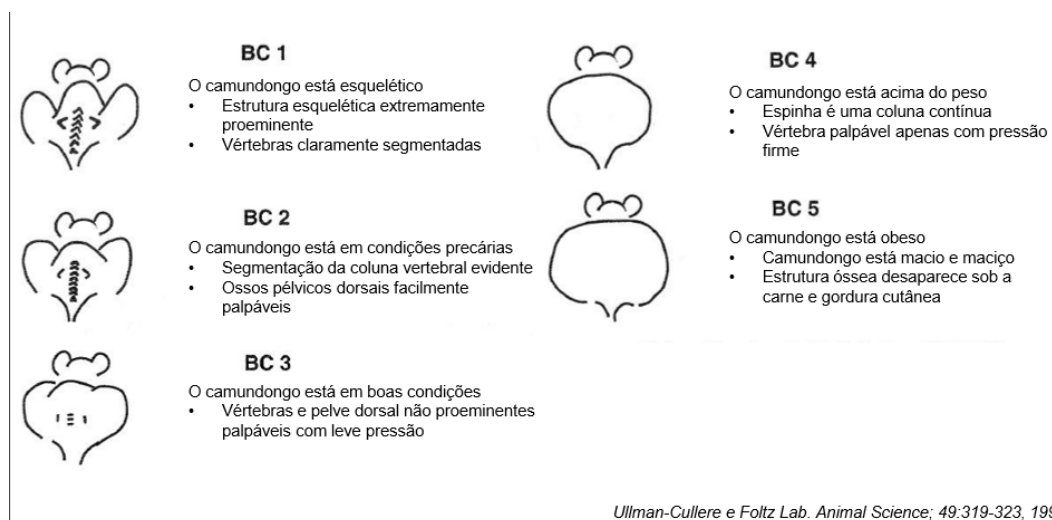 BC 1
O camundongo está esquelético
• Estrutura esquelética extremamente
proeminente
• Vértebras claramente segmentadas
BC 2
O camundongo está em condições precárias
• Segmentação da coluna vertebral evidente
• Ossos pélvicos dorsais facilmente
palpáveis
BC 3
O camundongo está em boas condições
• Vértebras e pelve dorsal não proeminentes
palpáveis com leve pressão
BC 4
O camundongo está acima do peso
• Espinha é uma coluna contínua
• Vértebra palpável apenas com pressão
firme
BC 5
O camundongo está obeso
• Camundongo está macio e maciço
• Estrutura óssea desaparece sob a
carne e gordura cutânea
Ullman-Cullere e Foltz Lab. Animal Science; 49:319-323,